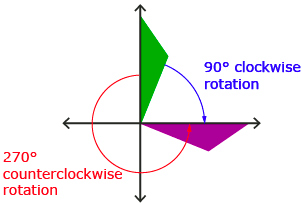 90° clockwise
rotation
270°
counterclockwise
rotation